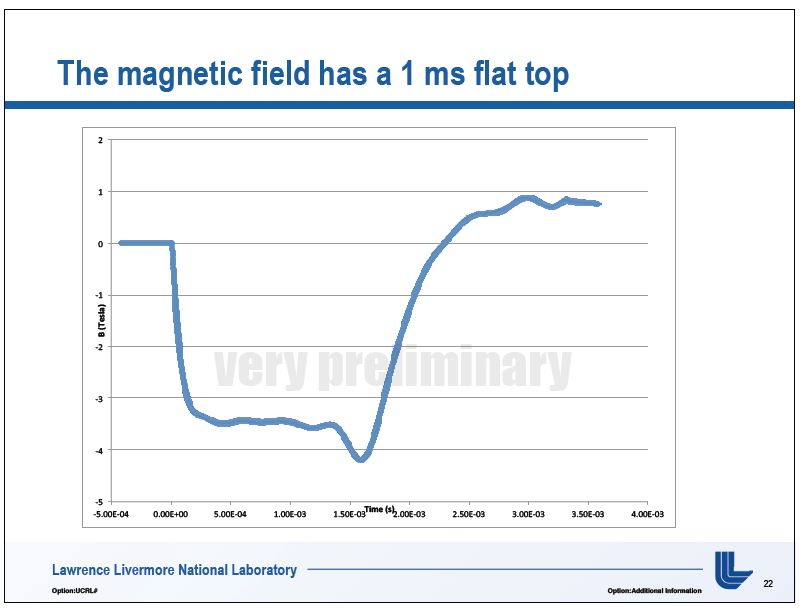 The magnetic field has a 1 ms flat top
2
1
0
-1
-2
-3
-4
-5
B (Tesla)
very preliminary
-5.00E-04 0.00E+00 5.00E-04 1.00E-03 1.50E-03 2.00E-03 2.50E-03 3.00E-03 3.50E-03 4.00E-03
Time (s)
Lawrence Livermore National Laboratory
Option:UCRL#
Option:Additional Information
22